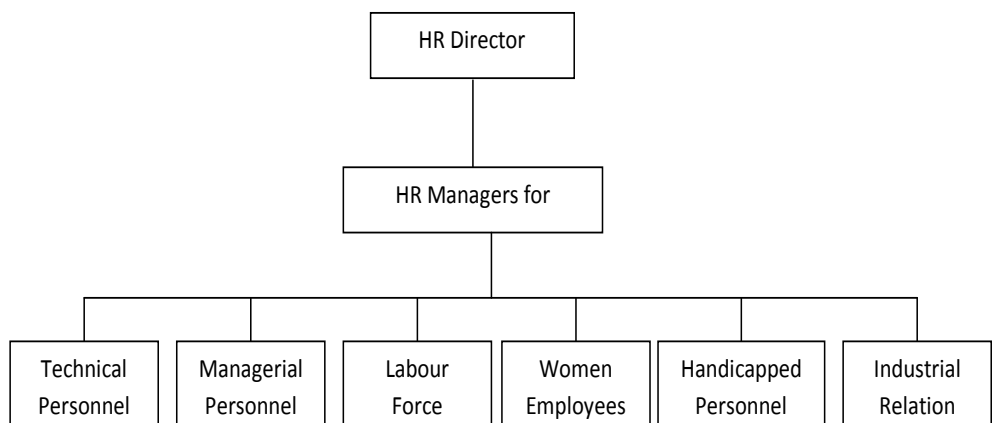 HR Director
HR Managers for
Technical
Personnel
Managerial
Personnel
Labour
Force
Women
Employees
Handicapped
Personnel
Industrial
Relation